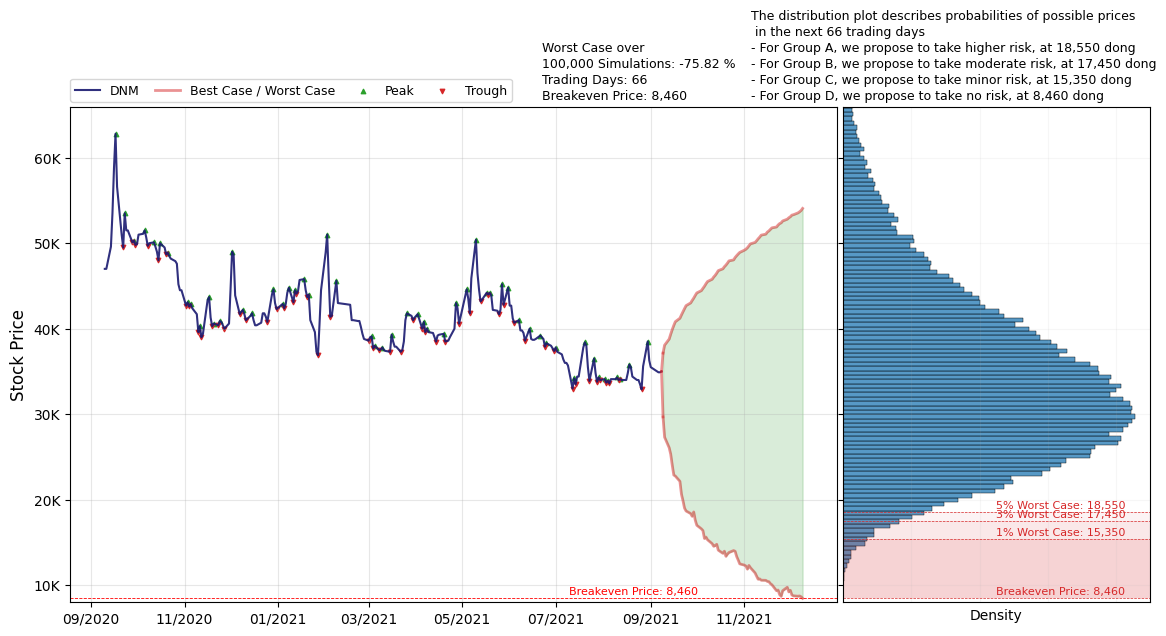 The distribution plot describes probabilities of possible prices
in the next 66 trading days
- For Group A, we propose to take higher risk, at 18,550 dong
- For Group B, we propose to take moderate risk, at 17,450 dong
- For Group C, we propose to take minor risk, at 15,350 dong
- For Group D, we propose to take no risk, at 8,460 dong
Worst Case over
100,000 Simulations: -75.82 %
Trading Days: 66
Breakeven Price: 8,460
DNM Best Case / Worst Case Peak Trough
Stock Price
60K
50K
40K
30K
20K
10K
5% Worst Case: 18,550
3% Worst Case: 17,450
1% Worst Case: 15,350
Breakeven Price: 8,460
Breakeven Price: 8,460
09/2020 11/2020 01/2021 03/2021 05/2021 07/2021 09/2021 11/2021
Density